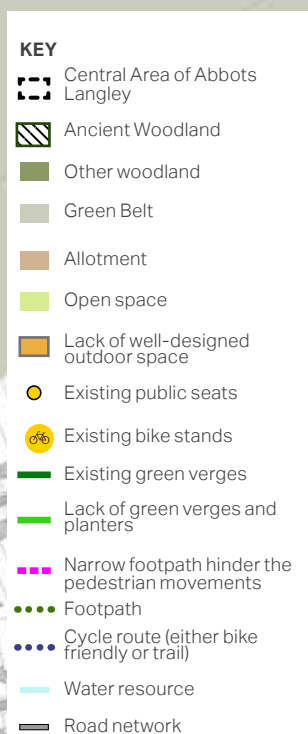 KEY
Central Area of Abbots
Langley
Ancient Woodland
Other woodland
Green Belt
Allotment
Open space
Lack of well-designed
outdoor space
Existing public seats
Existing bike stands
Existing green verges
Lack of green verges and
planters
Narrow footpath hinder the
pedestrian movements
Footpath
Cycle route (either bike
friendly or trail)
Water resource
Road network